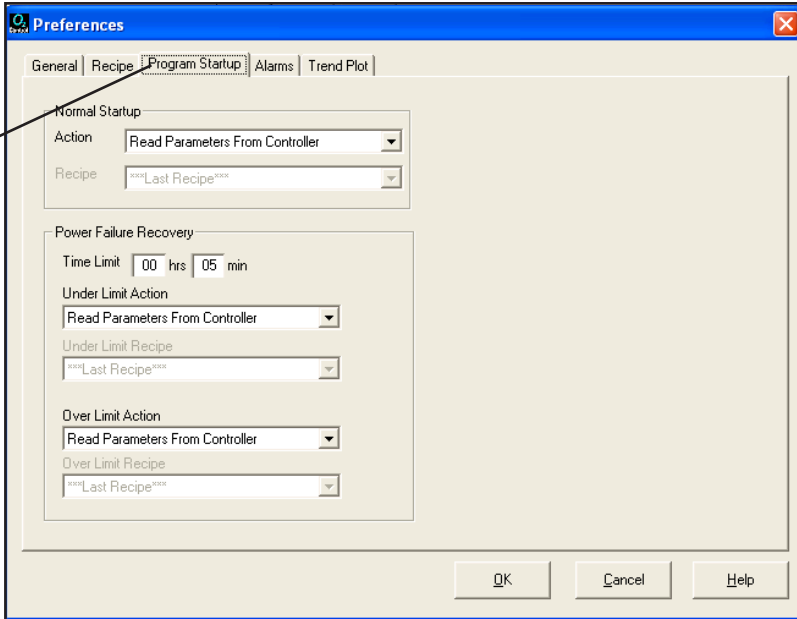 O2 Control Preferences
General Recipe Program Startup Alarms Trend Plot
Normal Startup
Action Read Parameters From Controller
Recipe ***Last Recipe***
Power Failure Recovery
Time Limit 00 hrs 05 min
Under Limit Action
Read Parameters From Controller
Under Limit Recipe
***Last Recipe***
Over Limit Action
Read Parameters From Controller
Over Limit Recipe
***Last Recipe***
OK Cancel Help